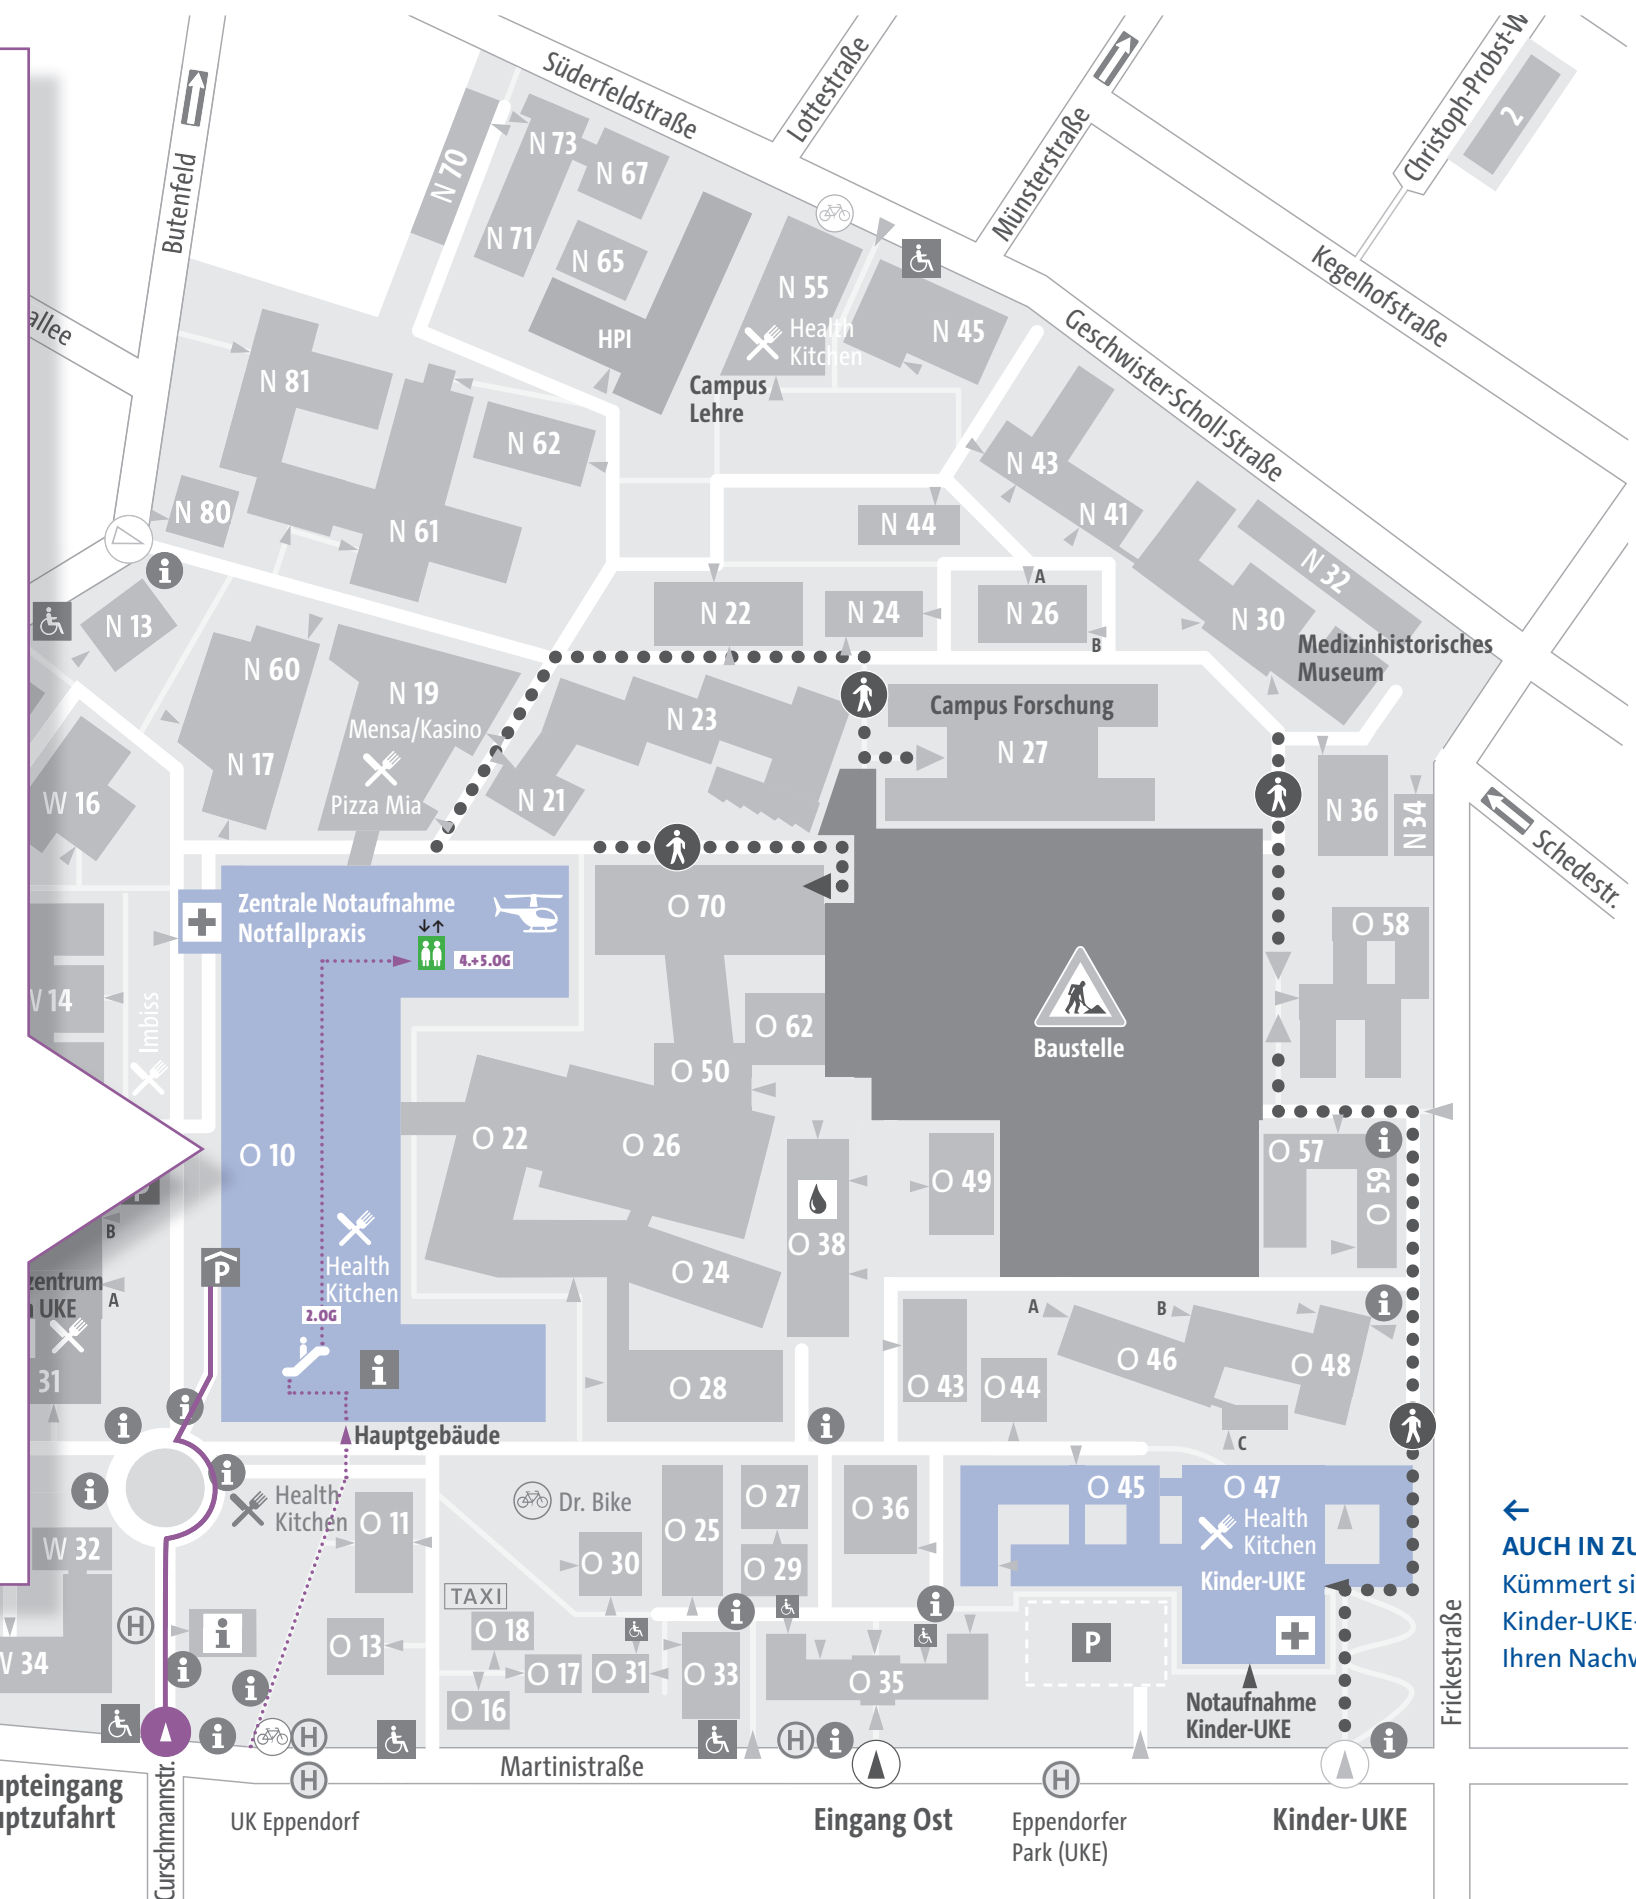 Süderfeldstraße
Lottestraße
Münsterstraße
Christoph-Probst-W
2
Butenfeld
Kegelhofstraße
Geschwister-Scholl-Straße
allee
N 70
N 73
N 67
N 71
N 65
HPI
N 55
Health
Kitchen
N 45
Campus
Lehre
N 81
N 62
N 80
N 61
N 43
N 41
N 44
N 32
N 30
Medizinhistorisches
Museum
N 13
N 22
N 24
A
N 26
B
N 60
N 19
Mensa/Kasino
Pizza Mia
N 17
N 23
N 21
Campus Forschung
N 27
N 36
N 34
Schedestr.
W 16
Zentrale Notaufnahme
Notfallpraxis
4.+5.OG
O 70
O 58
W 14
Imbiss
O 62
Baustelle
O 50
O 10
O 22
O 26
O 49
O 57
O 59
O 38
O 24
P
B
zentrum
A
UKE
31
P
Health
Kitchen
2.OG
i
Hauptgebäude
O 28
O 43
O 44
A
B
O 46
O 48
C
O 45
O 47
Health
Kitchen
Kinder-UKE
Health
Kitchen
O 11
Dr. Bike
O 25
O 27
O 29
O 30
O 36
W 32
W 34
H
i
O 13
TAXI
O 18
O 17
O 16
O 31
O 33
O 35
P
Notaufnahme
Kinder-UKE
Frickestraße
←
AUCH IN ZU
Kümmert si
Kinder-UKE-
Ihren Nachw
H
H
H
H
Martinistraße
upteingang
uptzufahrt
Curschmannstr.
UK Eppendorf
Eingang Ost
Eppendorfer
Park (UKE)
Kinder-UKE